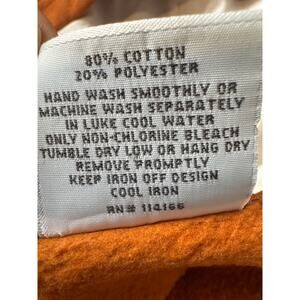 80% COTTON
20% POLYESTER
HAND WASH SMOOTHLY OR
MACHINE WASH SEPARATELY
IN LUKE COOL WATER
ONLY NON-CHLORINE BLEACH
TUMBLE DRY LOW OR HANG DRY
REMOVE PROMPTLY
KEEP IRON OFF DESIGN
COOL IRON
RN# 114166